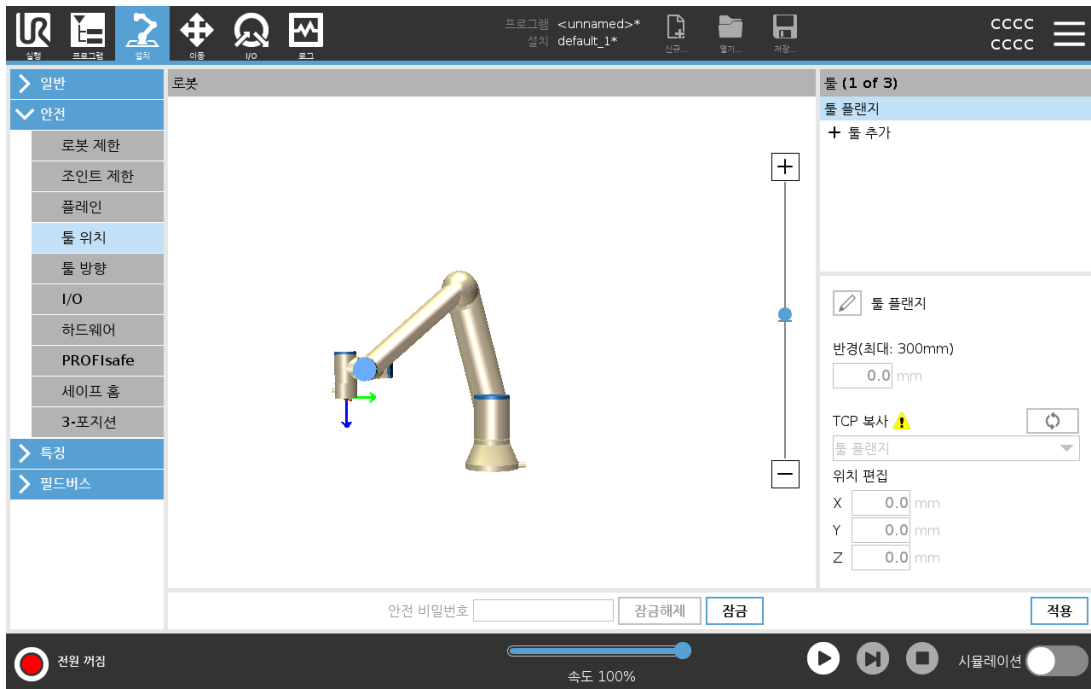 UR
실행
프로그램
설치
이동
I/O
로그
프로그램 <unnamed>*
설치 default_1*
신규...
열기...
저장...
cccc
cccc
일반
안전
로봇 제한
조인트 제한
플레인
툴 위치
툴 방향
I/O
하드웨어
PROFIsafe
세이프 홈
3-포지션
특징
필드버스
로봇
툴 (1 of 3)
툴 플랜지
+ 툴 추가
툴 플랜지
반경(최대: 300mm)
0.0 mm
TCP 복사
툴 플랜지
위치 편집
X 0.0 mm
Y 0.0 mm
Z 0.0 mm
안전 비밀번호 잠금해제 잠금
적용
전원 꺼짐
속도 100%
시뮬레이션